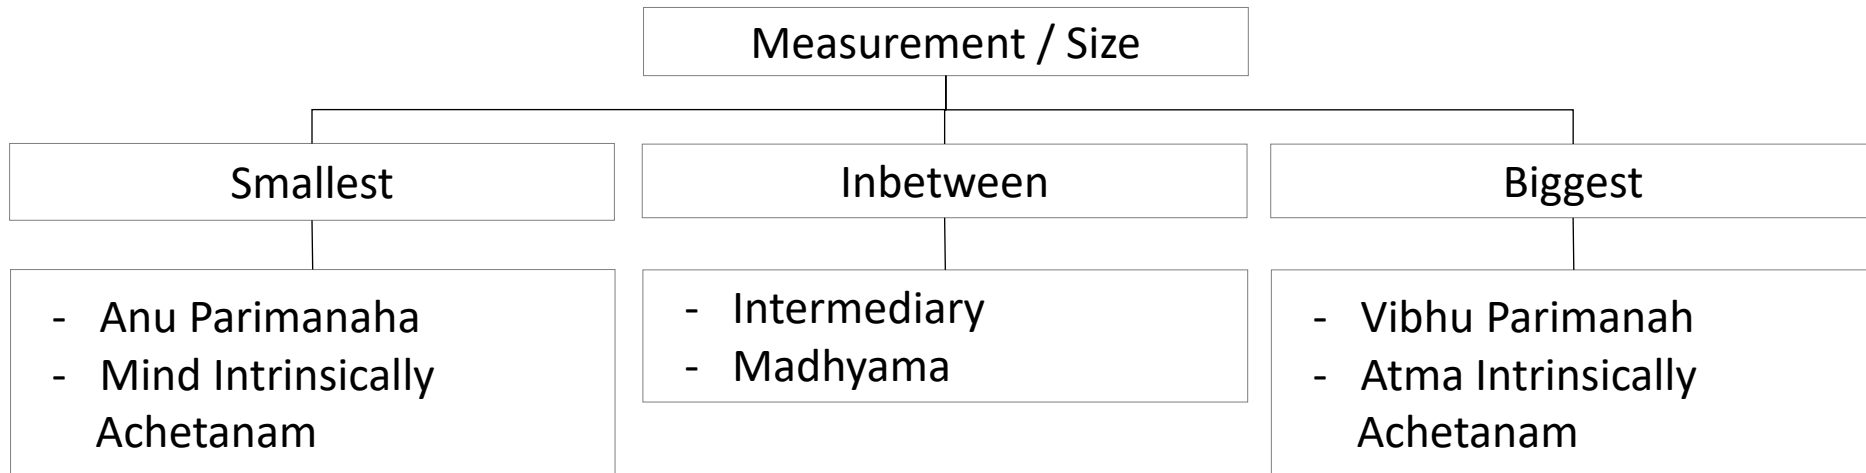 Measurement / Size
Smallest
Inbetween
Biggest
- Anu Parimanaha
- Mind Intrinsically
Achetanam
- Intermediary
- Madhyama
- Vibhu Parimanah
- Atma Intrinsically
Achetanam